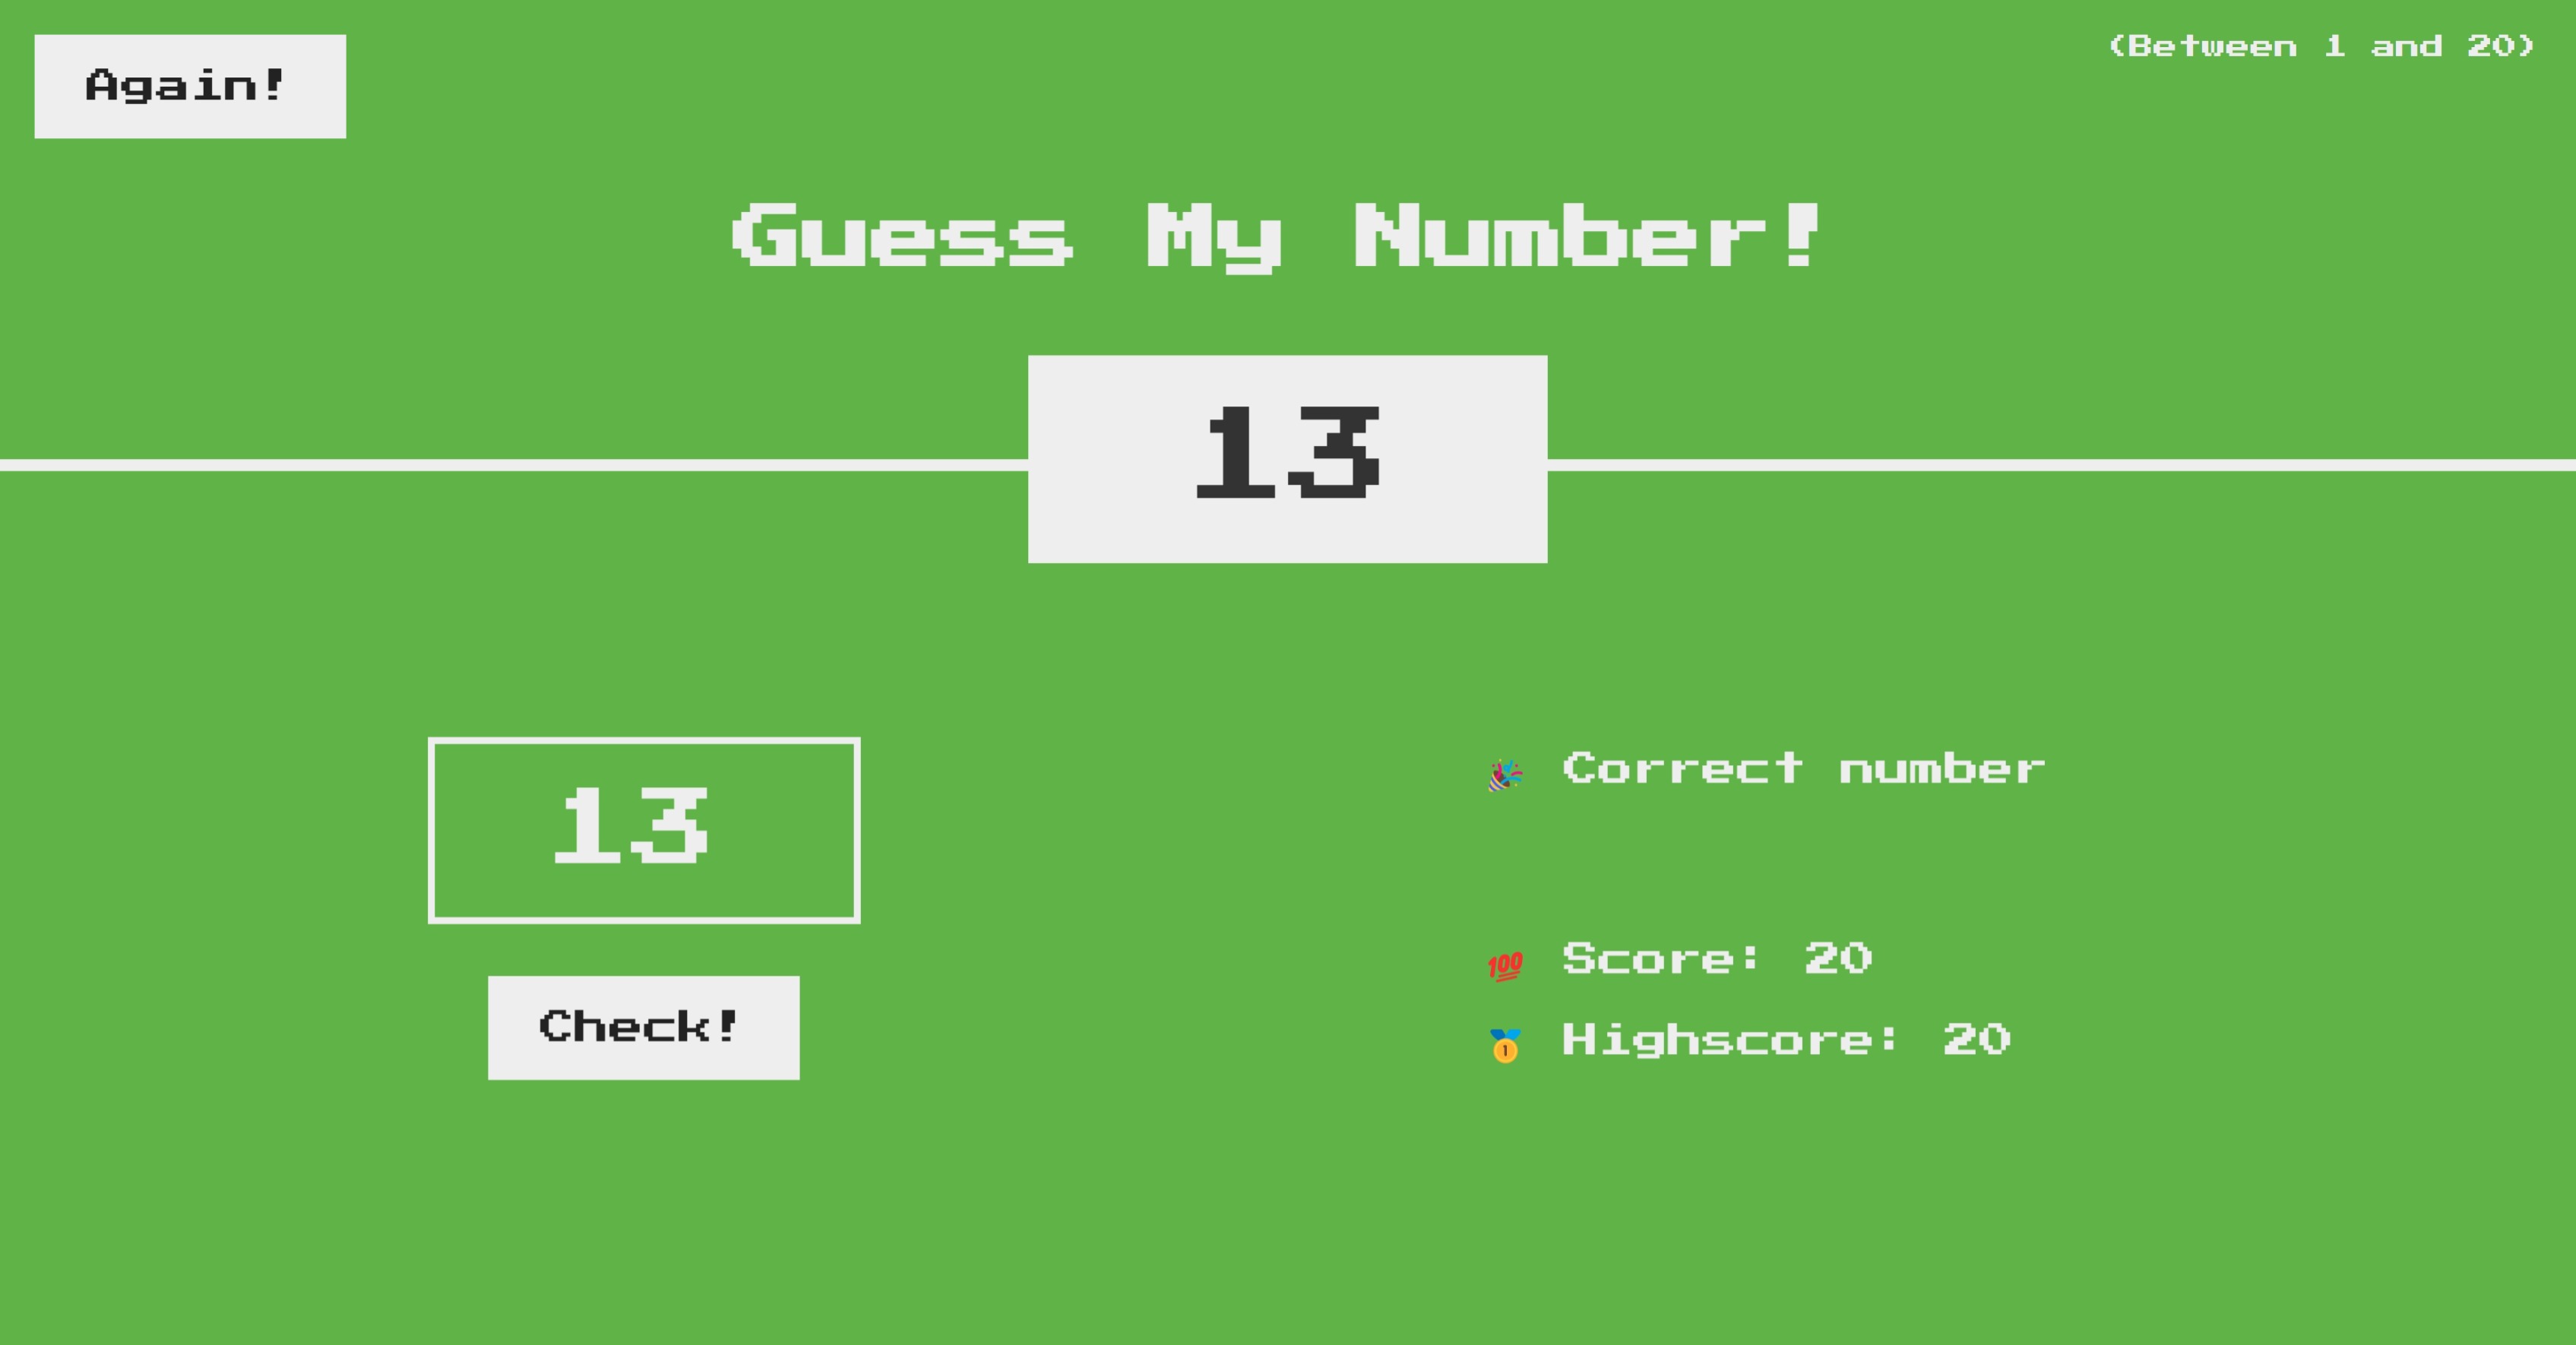 Again!
(Between 1 and 20)
Guess My Number!
13
13
Check!
🎉 Correct number
💯 Score: 20
🥇 Highscore: 20